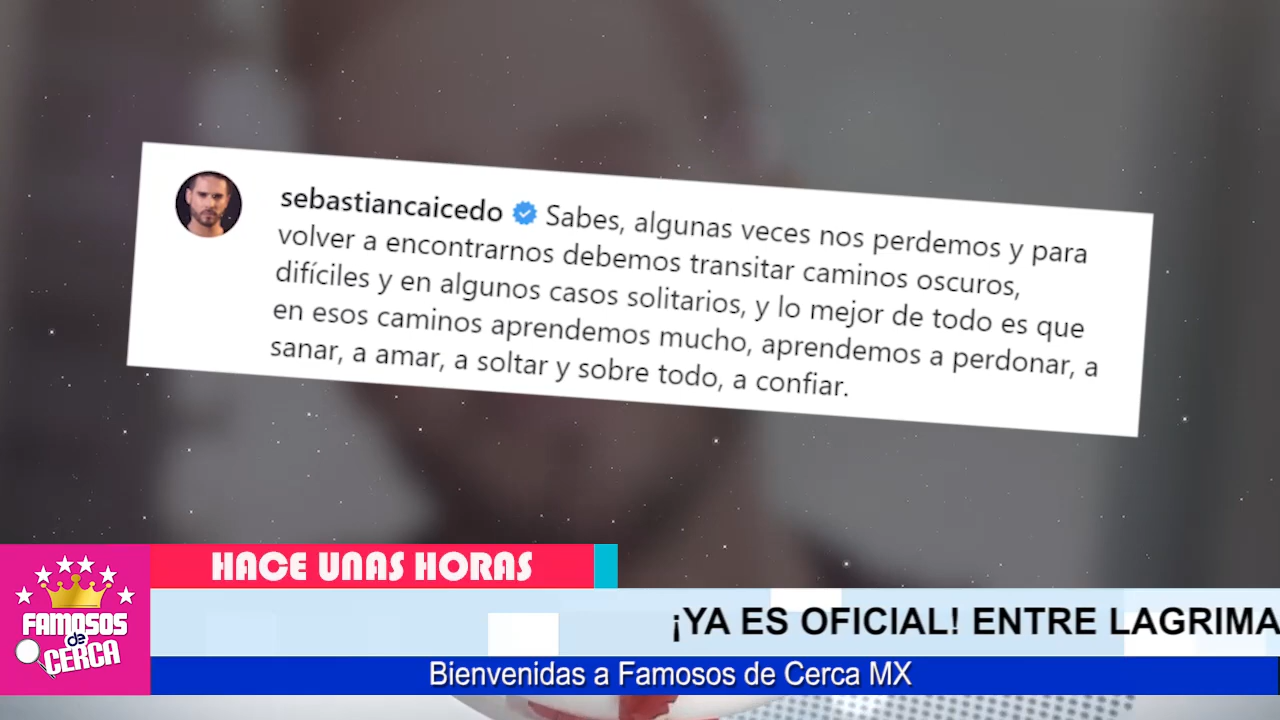 sebastiancaicedo Sabes, algunas veces nos perdemos y para
volver a encontrarnos debemos transitar caminos oscuros,
difíciles y en algunos casos solitarios, y lo mejor de todo es que
en esos caminos aprendemos mucho, aprendemos a perdonar, a
sanar, a amar, a soltar y sobre todo, a confiar.
HACE UNAS HORAS
FAMOSOS
de
CERCA
¡YA ES OFICIAL! ENTRE LAGRIMA
Bienvenidas a Famosos de Cerca MX